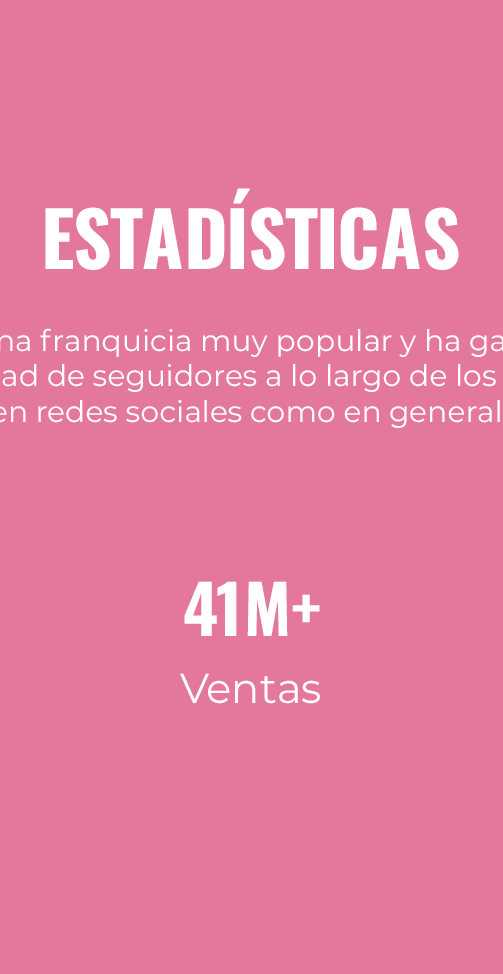 ESTADÍSTICAS
na franquicia muy popular y ha ga
ad de seguidores a lo largo de los
en redes sociales como en general
41M+
Ventas